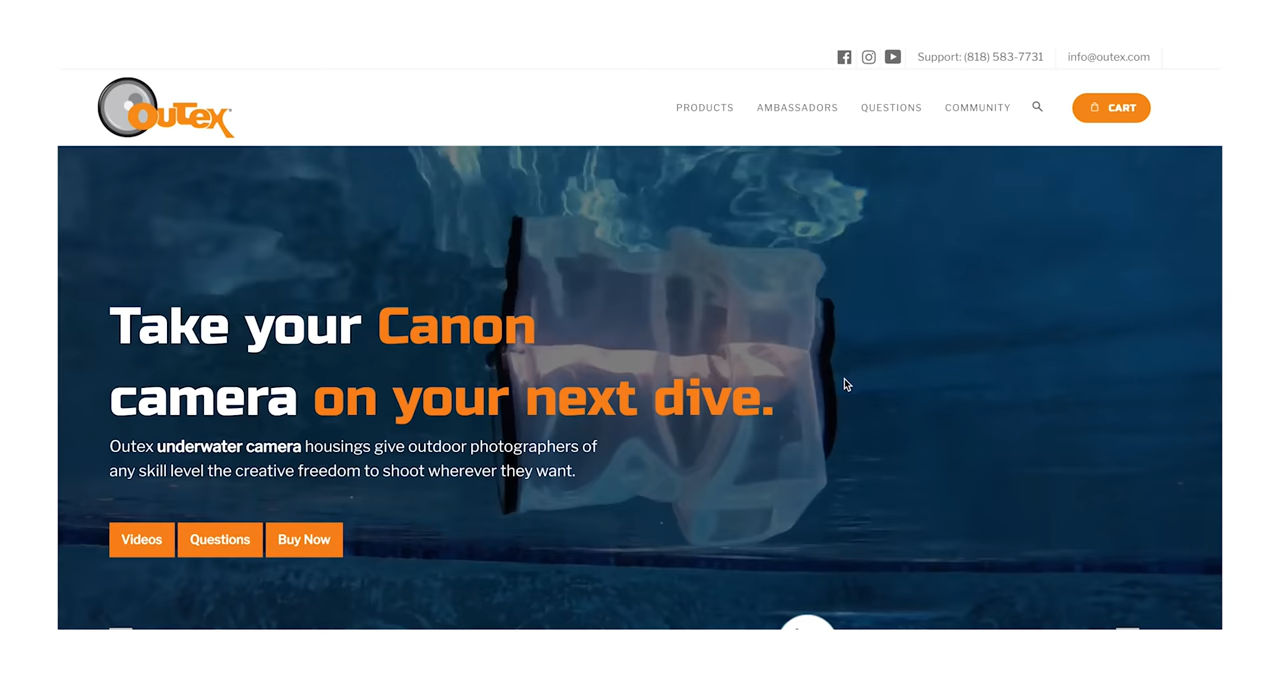 Support: (818) 583-7731
info@outex.com
OUTEX
PRODUCTS
AMBASSADORS
QUESTIONS
COMMUNITY
CART
Take your Canon
camera on your next dive.
Outex underwater camera housings give outdoor photographers of
any skill level the creative freedom to shoot wherever they want.
Videos
Questions
Buy Now